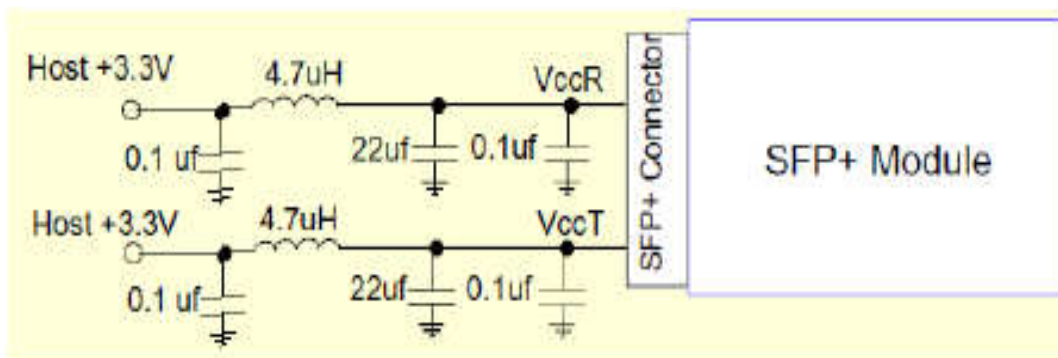 Host +3.3V
4.7uH
VccR
0.1 uf
22uf
0.1uf
Host +3.3V
4.7uH
VccT
0.1 uf
22uf
0.1uf
SFP+ Connector
SFP+ Module